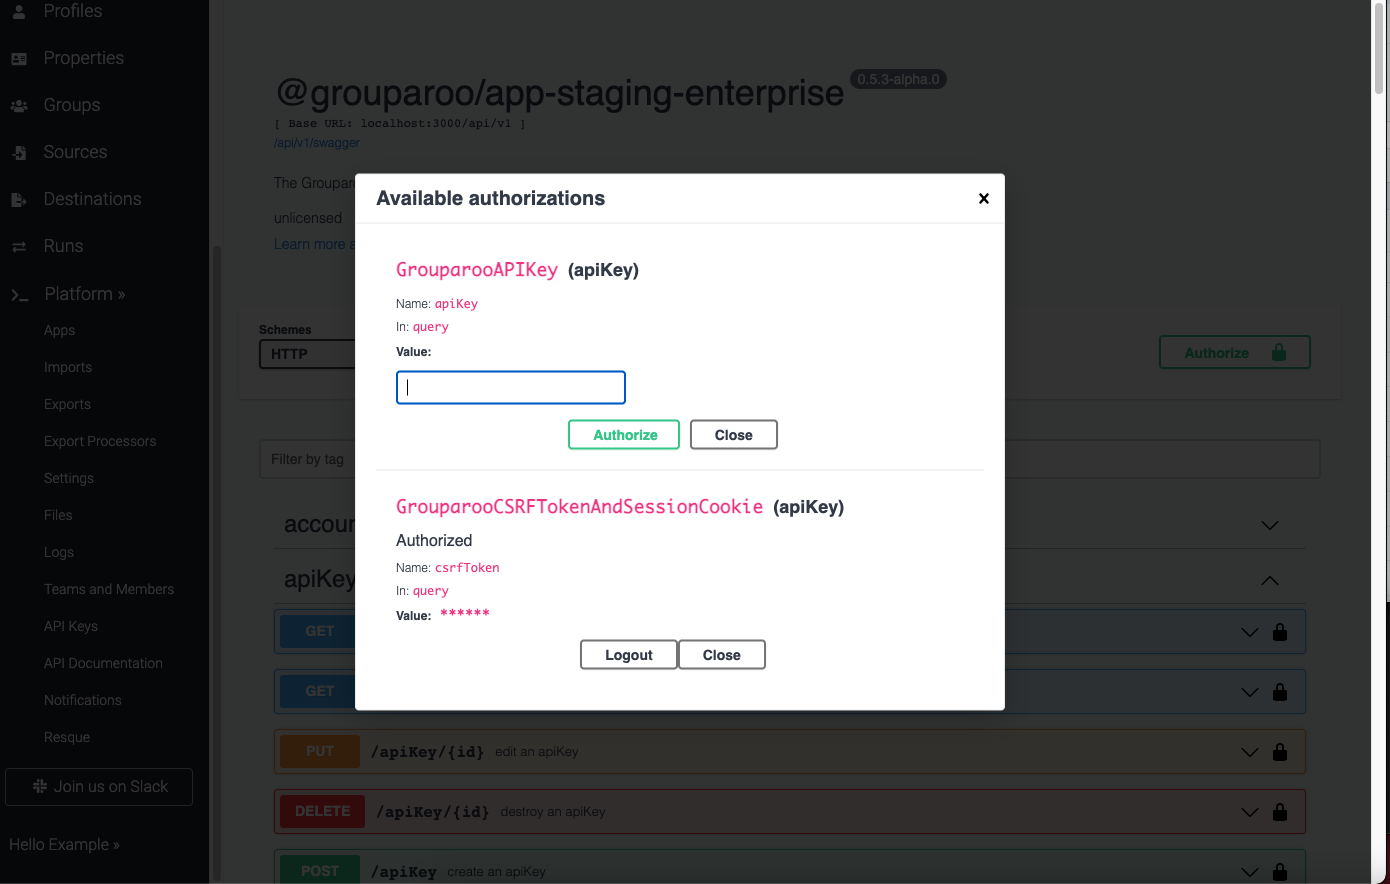 Profiles
Properties
Groups
Sources
Destinations
Runs
Platform »
Apps
Imports
Exports
Export Processors
Settings
Files
Logs
Teams and Members
API Keys
API Documentation
Notifications
Resque
Join us on Slack
Hello Example »
@grouparoo/app-staging-enterprise 0.5.3-alpha.0
[ Base URL: localhost:3000/api/v1 ]
/api/v1/swagger
The Groupar
unlicensed
Learn more a
Schemes
HTTP
Authorize
Filter by tag
Available authorizations ×
GrouparooAPIKey (apiKey)
Name: apiKey
In: query
Value:
Authorize Close
GrouparooCSRFTokenAndSessionCookie (apiKey)
Authorized
Name: csrfToken
In: query
Value: ******
Logout Close
accoun
apiKey
GET
GET
PUT /apiKey/{id} edit an apiKey
DELETE /apiKey/{id} destroy an apiKey
POST /apiKey create an apiKey